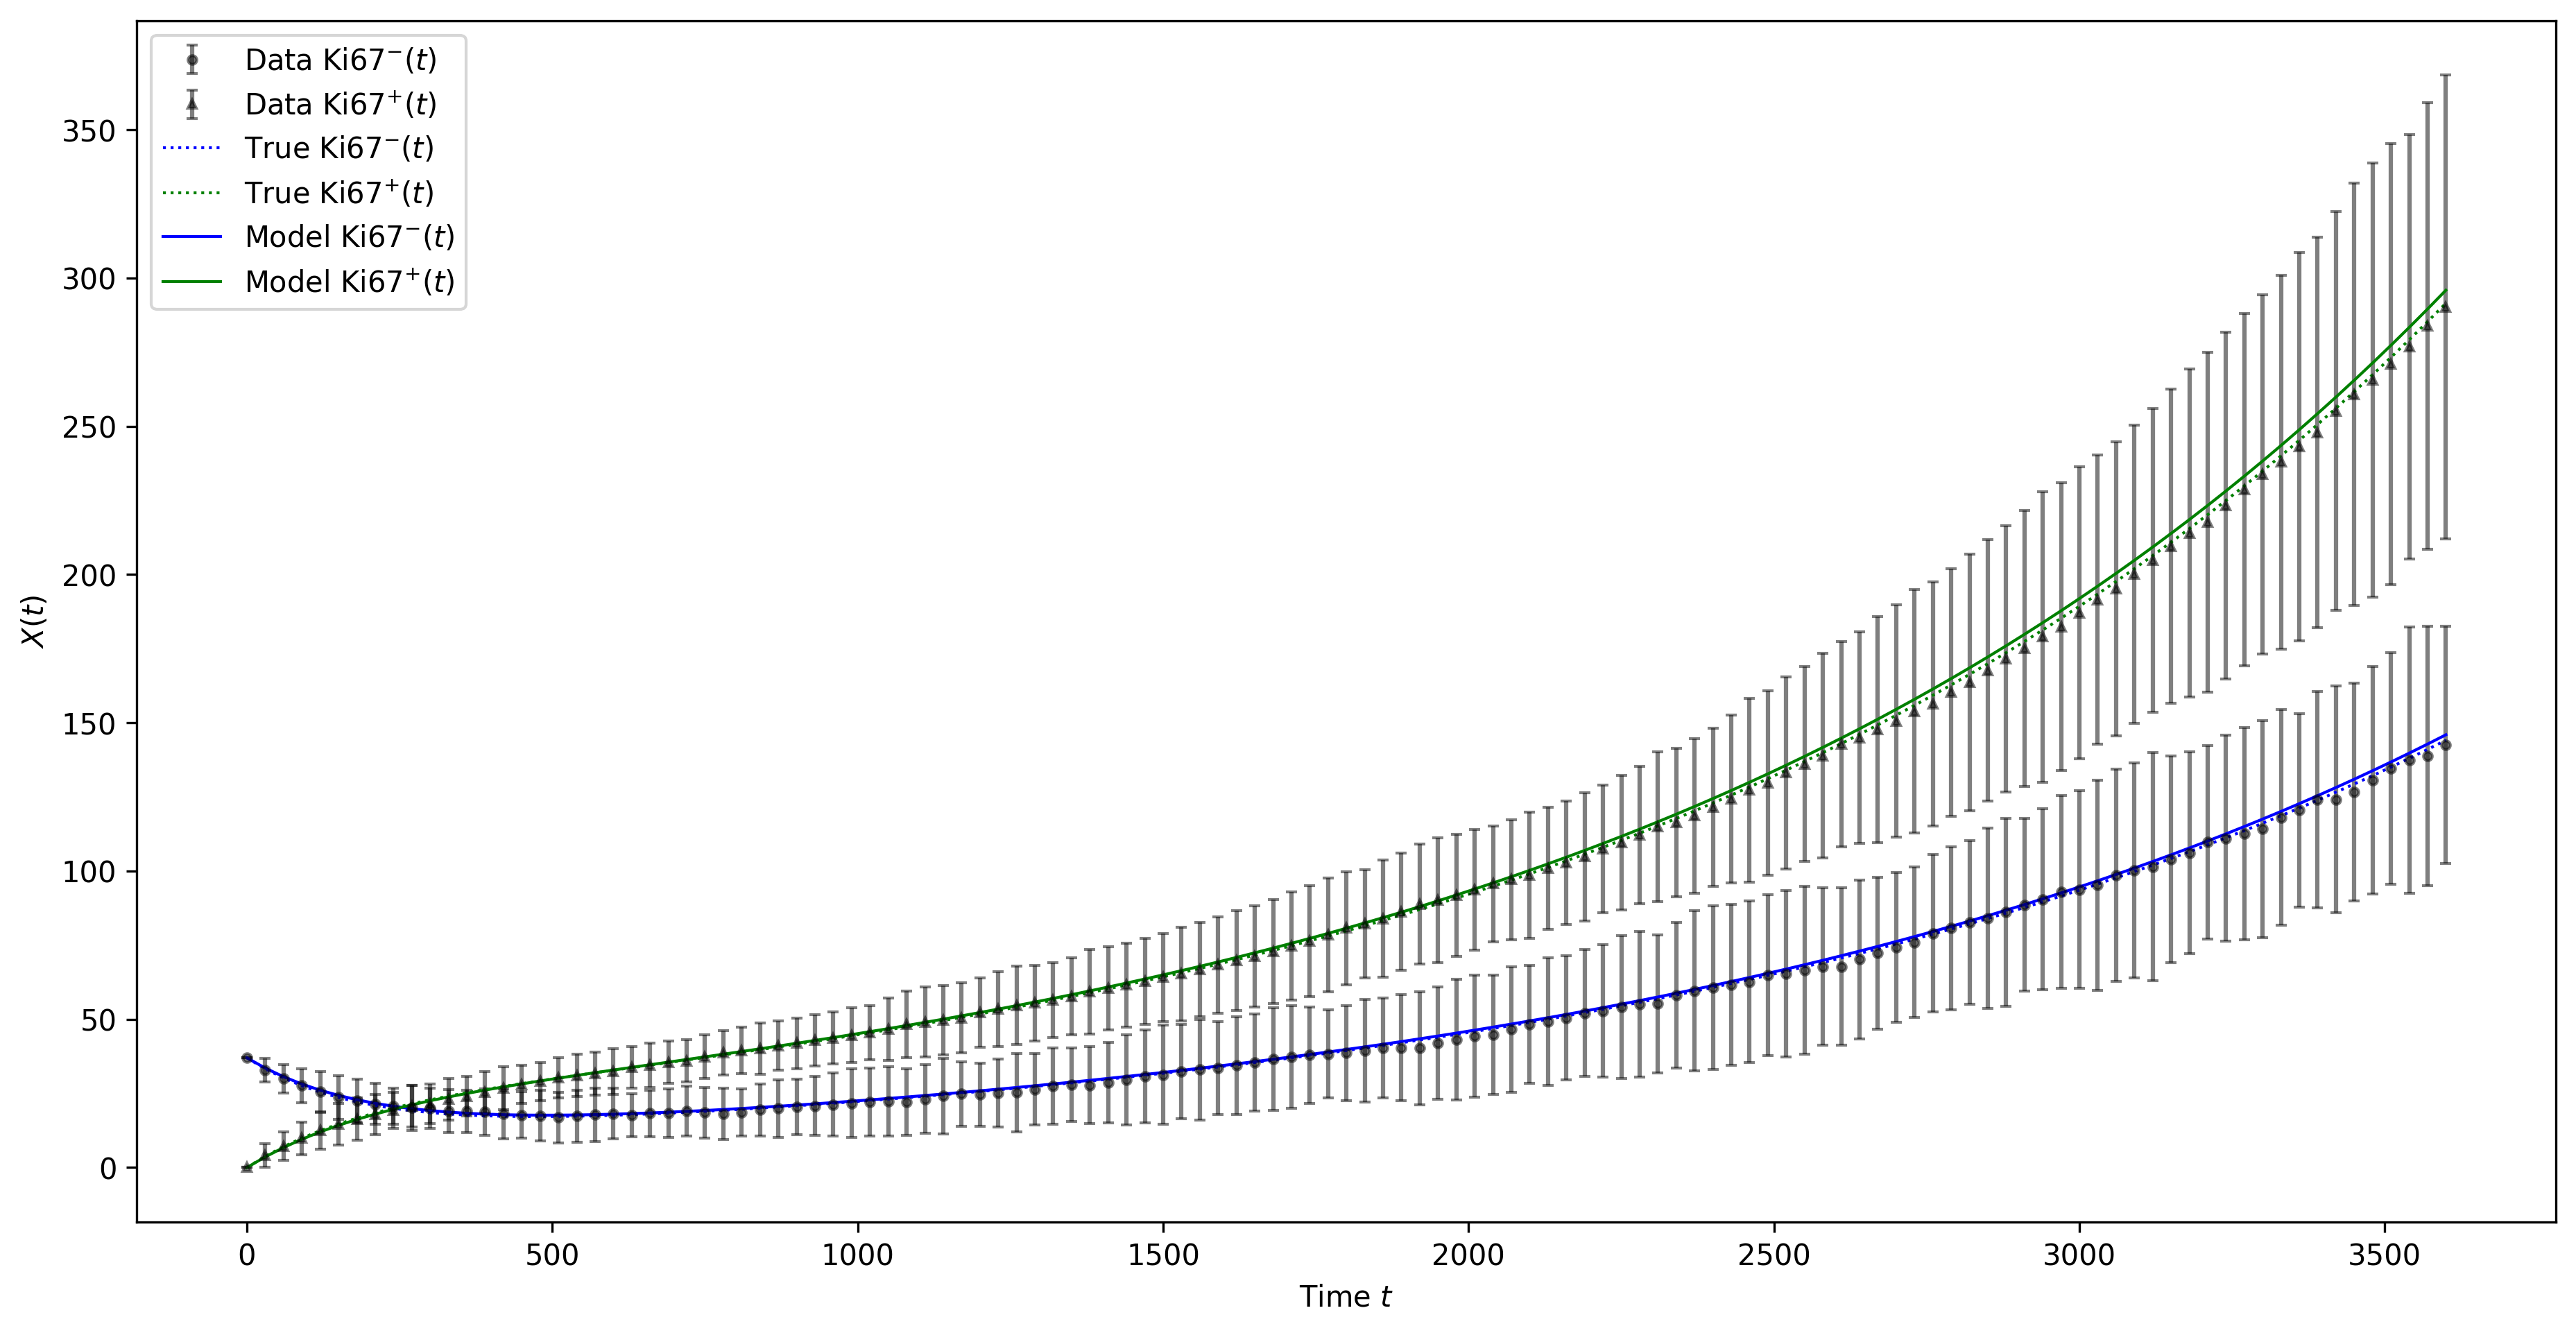 Data Ki67⁻(t)
Data Ki67⁺(t)
True Ki67⁻(t)
True Ki67⁺(t)
Model Ki67⁻(t)
Model Ki67⁺(t)
350
300
250
200
150
100
50
0
X(t)
0 500 1000 1500 2000 2500 3000 3500
Time t